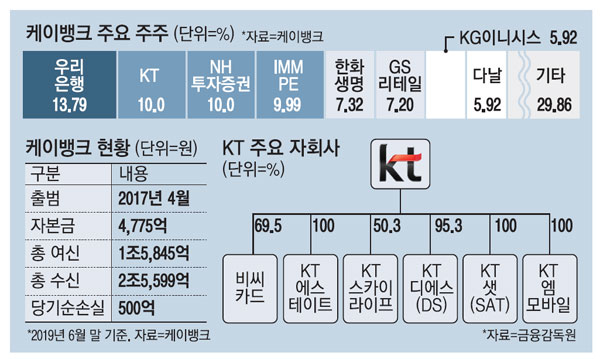 케이뱅크 주요 주주 (단위=%) *자료=케이뱅크
KG이니시스 5.92
우리
은행
13.79
KT
10.0
NH
투자증권
10.0
IMM
PE
9.99
한화
생명
7.32
GS
리테일
7.20
다날
5.92
기타
29.86
케이뱅크 현황 (단위=원)
구분 내용
출범 2017년 4월
자본금 4,775억
총 여신 1조5,845억
총 수신 2조5,599억
당기순손실 500억
*2019년 6월 말 기준. 자료=케이뱅크
KT 주요 자회사
(단위=%)
kt
69.5 100 50.3 95.3 100 100
비씨
카드
KT
에스
테이트
KT
스카이
라이프
KT
디에스
(DS)
KT
샛
(SAT)
KT
엠
모바일
*자료=금융감독원